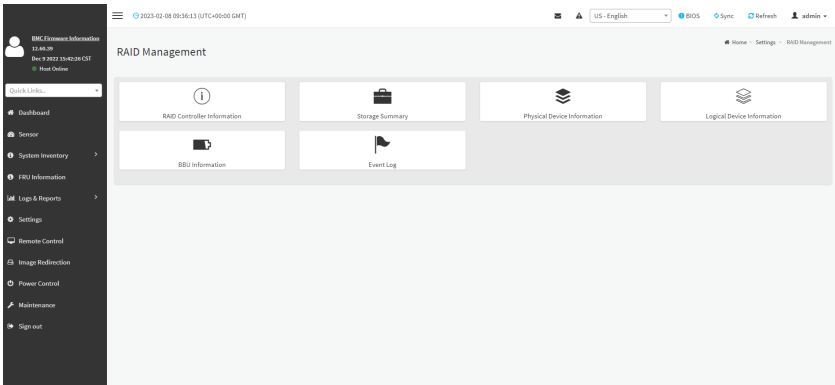 BMC Firmware Information
12.60.39
Dec 9 2022 15:42:26 CST
Host Online
Quick Links...
Dashboard
Sensor
System Inventory
FRU Information
Logs & Reports
Settings
Remote Control
Image Redirection
Power Control
Maintenance
Sign out
2023-02-08 09:36:13 (UTC+00:00 GMT)
US - English
BIOS
Sync
Refresh
admin
RAID Management
Home > Settings > RAID Management
RAID Controller Information
Storage Summary
Physical Device Information
Logical Device Information
BBU Information
Event Log